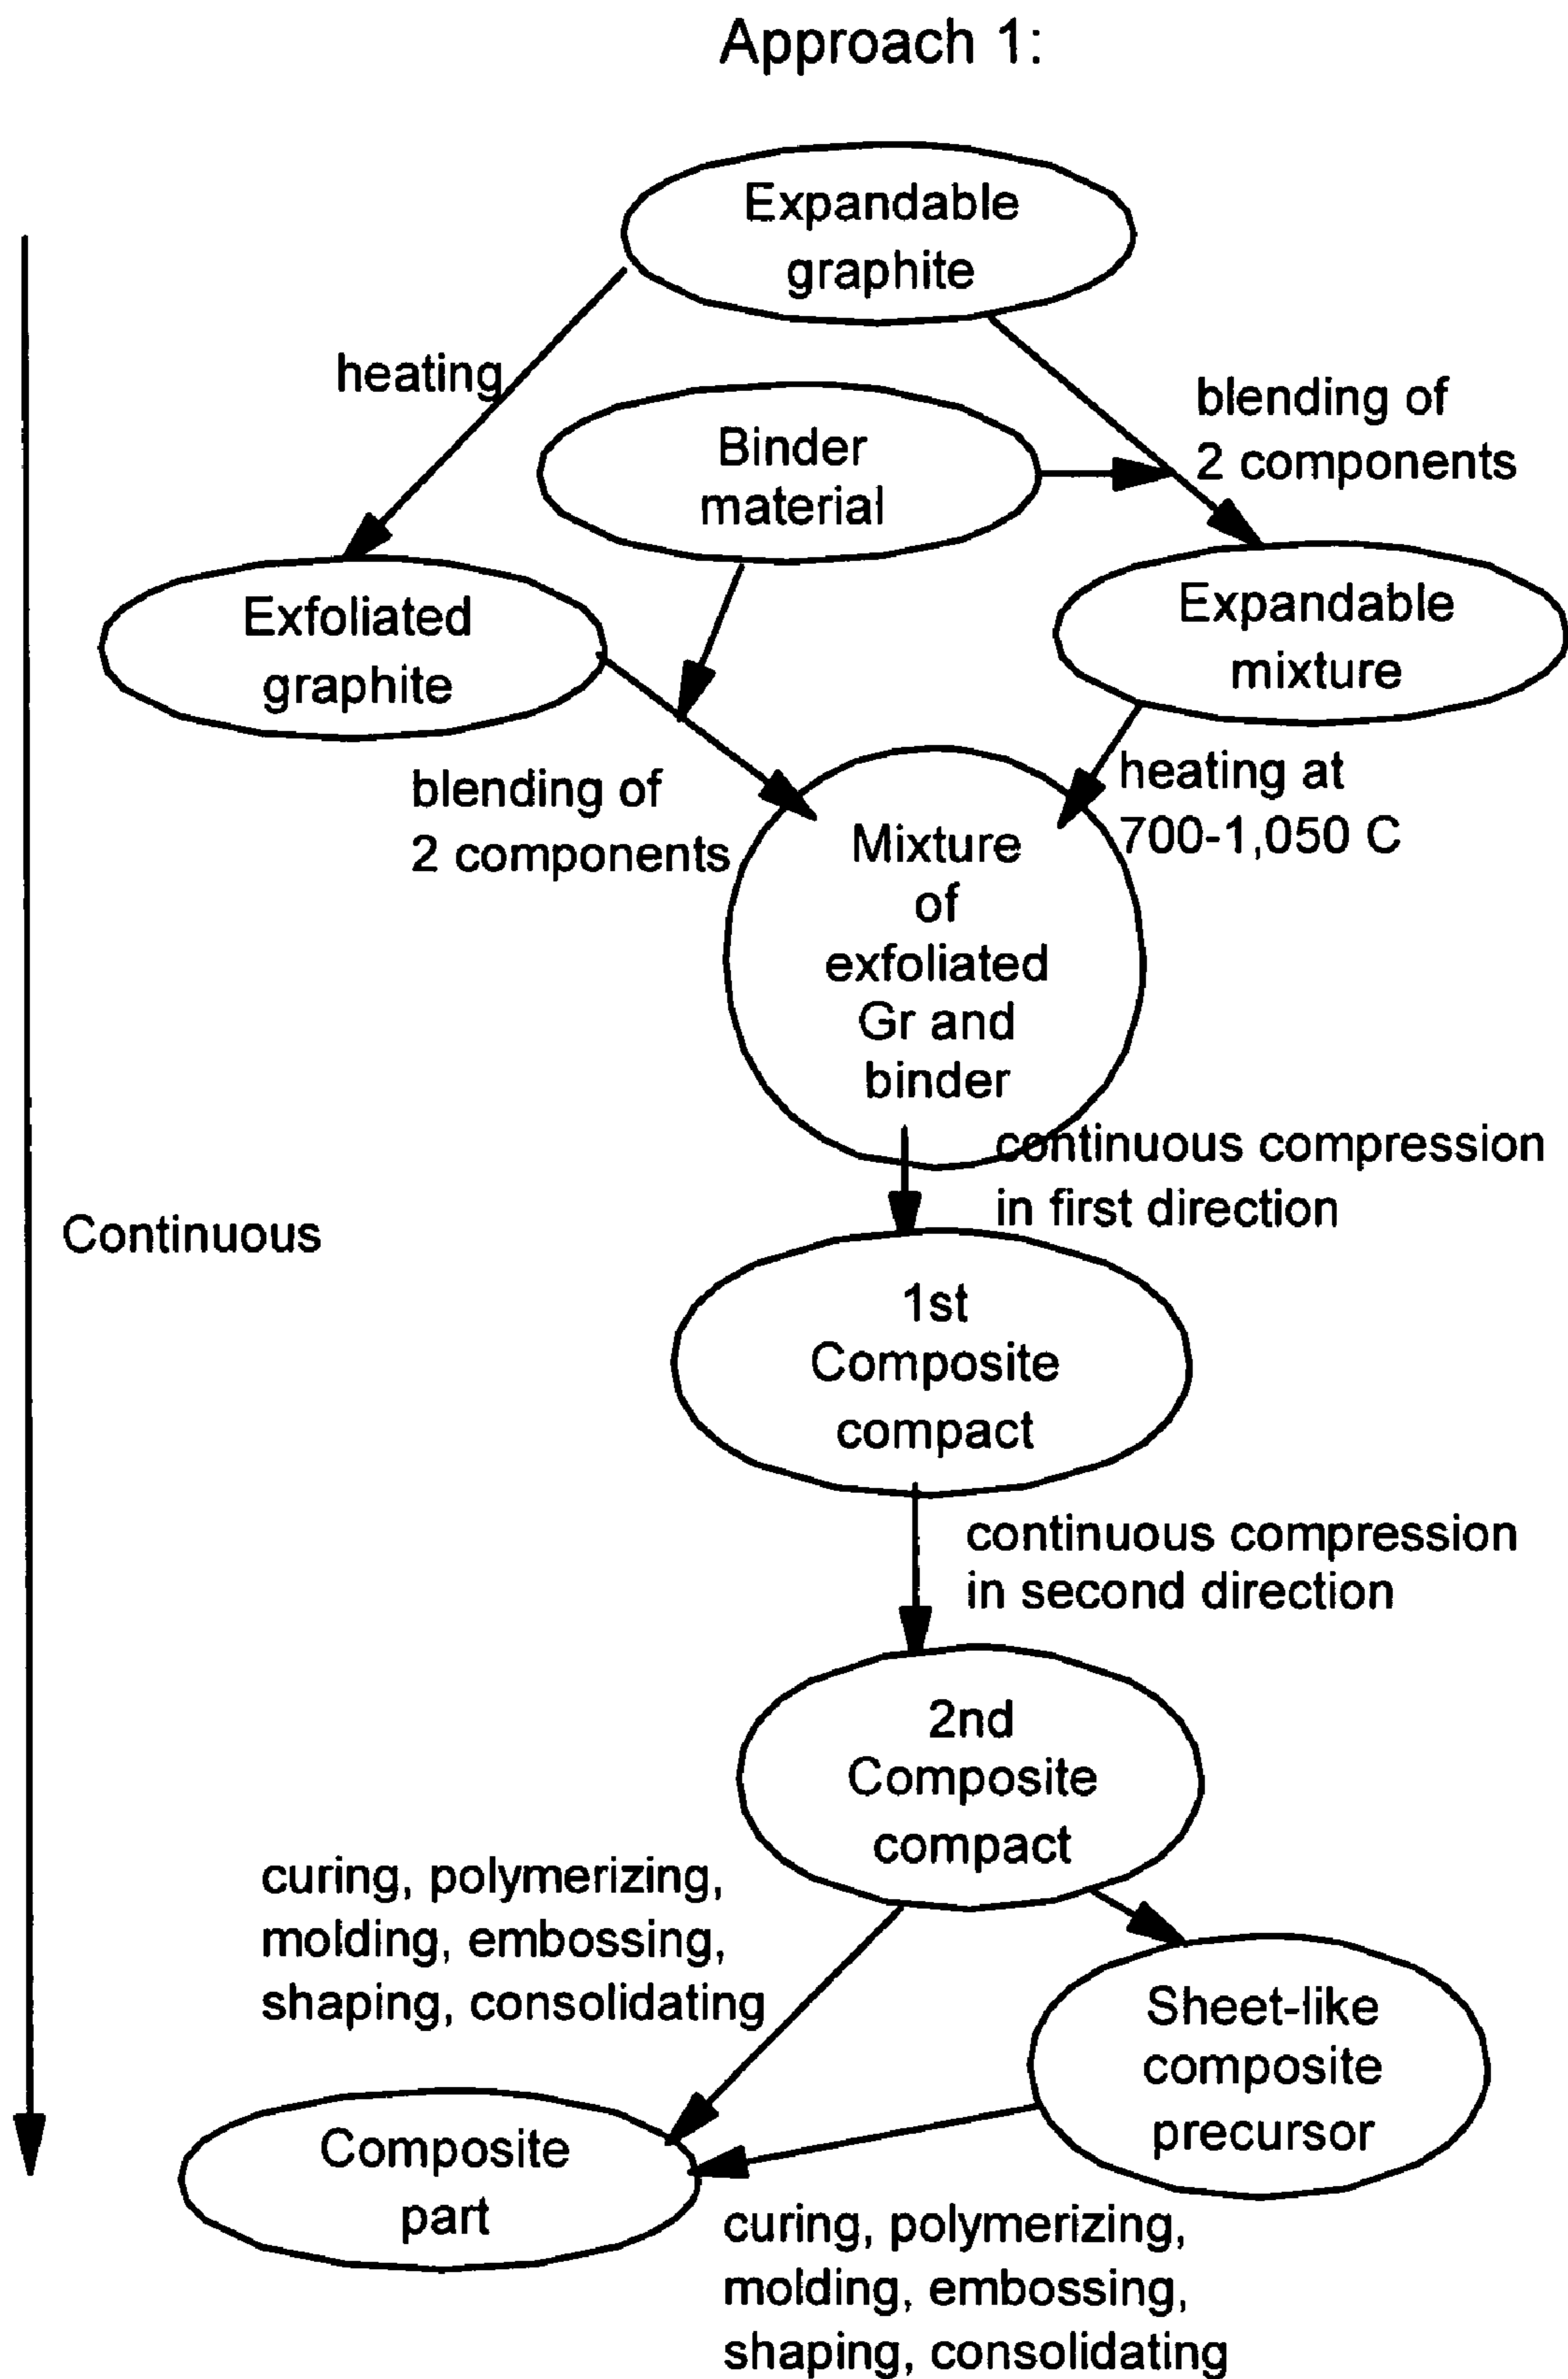 Approach 1:
Expandable
graphite
heating
blending of
2 components
Binder
material
Exfoliated
graphite
Expandable
mixture
blending of
2 components
heating at
700-1,050 C
Mixture
of
exfoliated
Gr and
binder
continuous compression
in first direction
Continuous
1st
Composite
compact
continuous compression
in second direction
2nd
Composite
compact
curing, polymerizing,
molding, embossing,
shaping, consolidating
Sheet-like
composite
precursor
Composite
part
curing, polymerizing,
molding, embossing,
shaping, consolidating